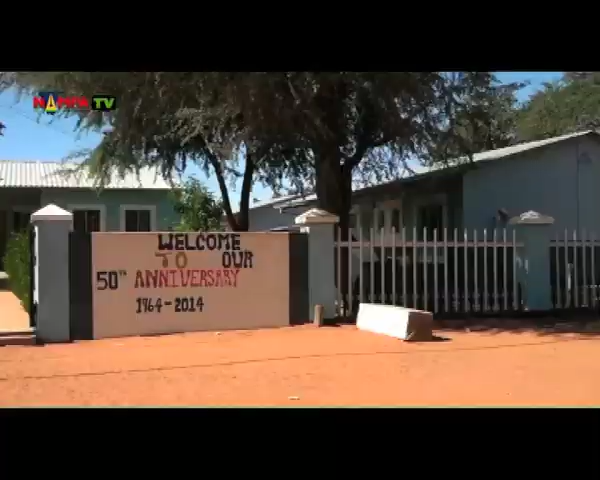 NAMPA TV
WELCOME
TO OUR
50TH ANNIVERSARY
1964-2014